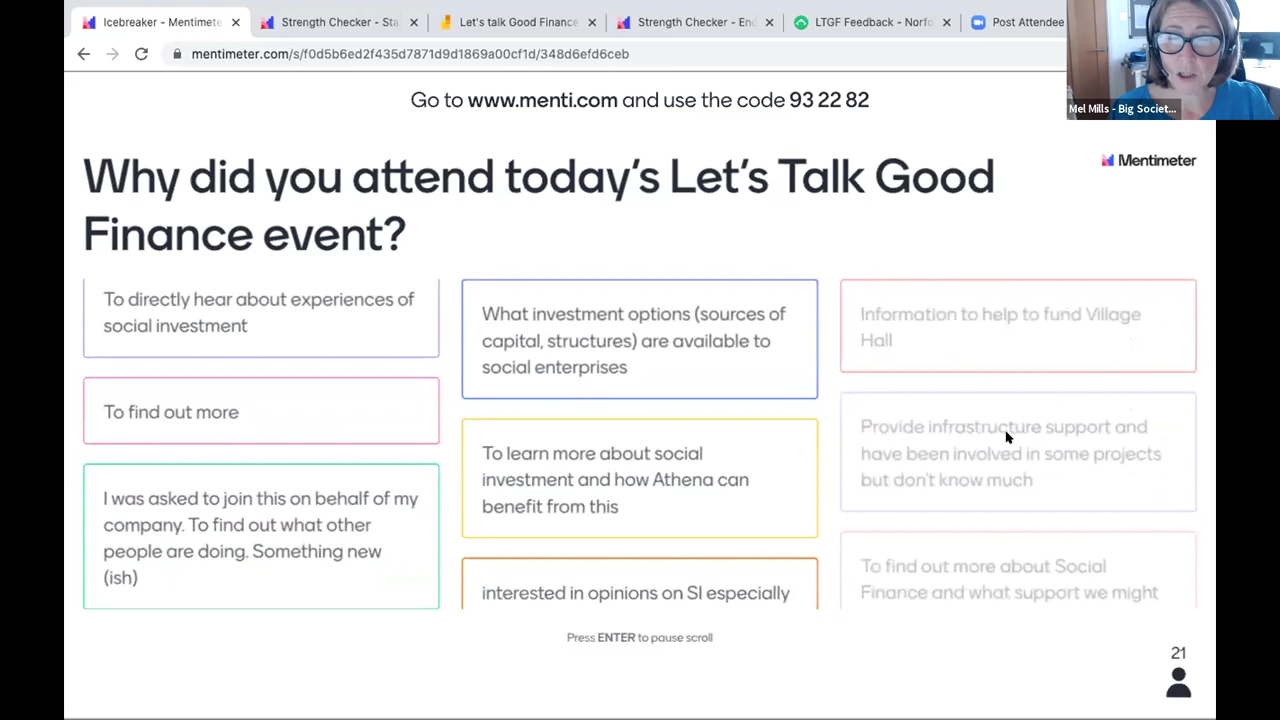 Icebreaker - Mentimete
Strength Checker - Sta
Let's talk Good Finance
Strength Checker - End
LTGF Feedback - Norfo
Post Attendee
mentimeter.com/s/f0d5b6ed2f435d7871d9d1869a00cf1d/348d6efd6ceb
Mel Mills - Big Societ...
Go to www.menti.com and use the code 93 22 82
Mentimeter
Why did you attend today's Let's Talk Good
Finance event?
To directly hear about experiences of
social investment
To find out more
I was asked to join this on behalf of my
company. To find out what other
people are doing. Something new
(ish)
What investment options (sources of
capital, structures) are available to
social enterprises
To learn more about social
investment and how Athena can
benefit from this
interested in opinions on SI especially
Information to help to fund Village
Hall
Provide infrastructure support and
have been involved in some projects
but don't know much
To find out more about Social
Finance and what support we might
Press ENTER to pause scroll
21